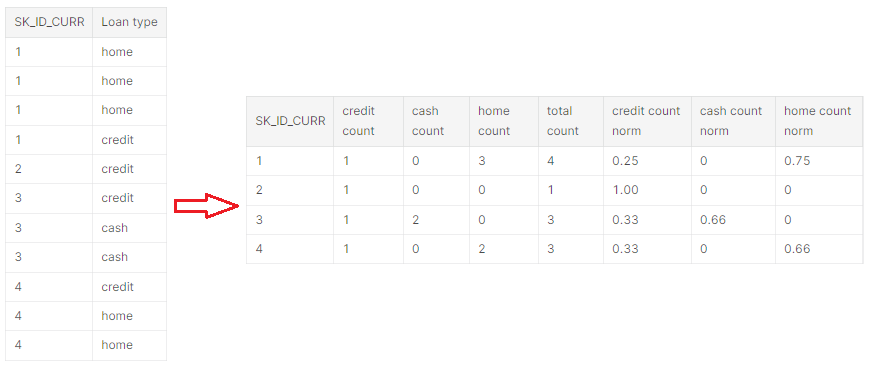 SK_ID_CURR Loan type
1 home
1 home
1 home
1 credit
2 credit
3 credit
3 cash
3 cash
4 credit
4 home
4 home
SK_ID_CURR credit count cash count home count total count credit count norm cash count norm home count norm
1 1 0 3 4 0.25 0 0.75
2 1 0 0 1 1.00 0 0
3 1 2 0 3 0.33 0.66 0
4 1 0 2 3 0.33 0 0.66